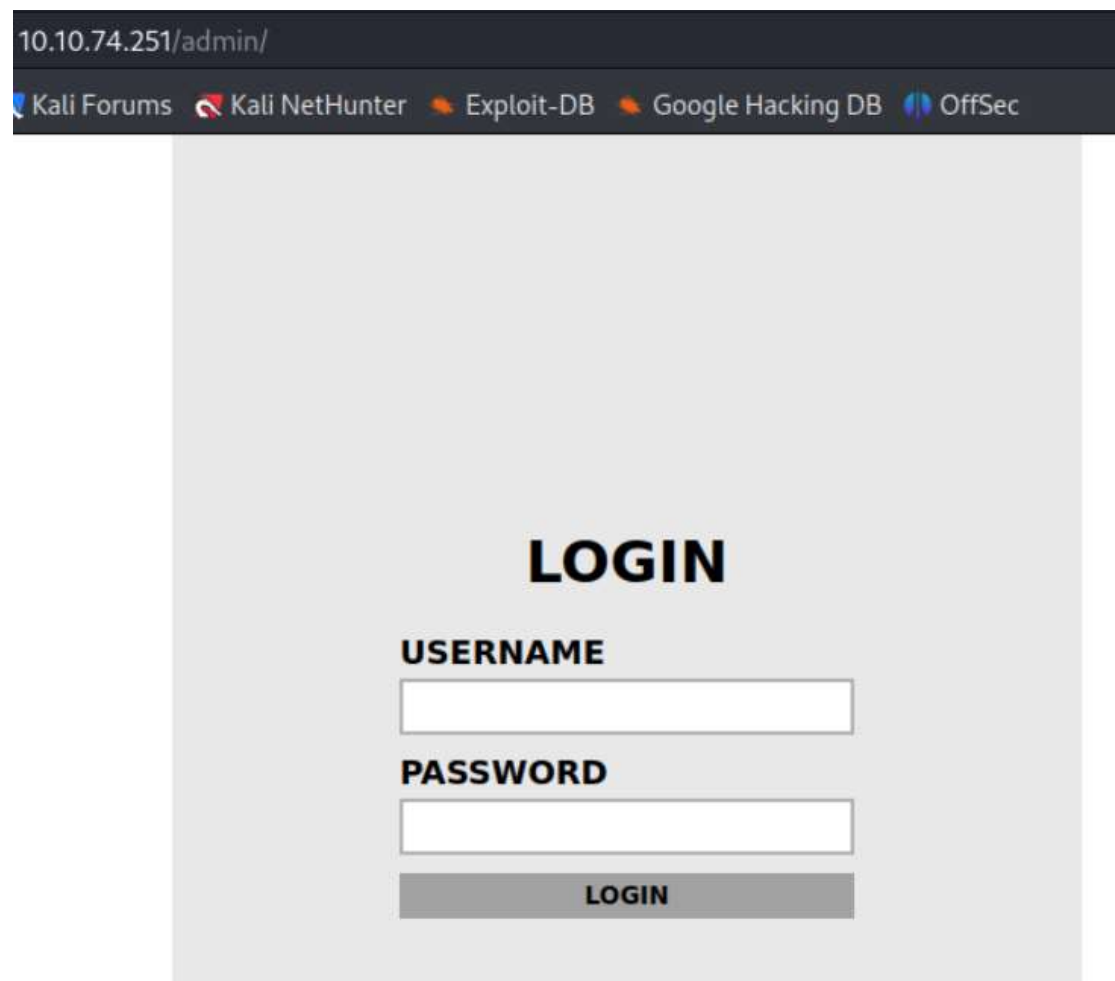 10.10.74.251/admin/
Kali Forums Kali NetHunter Exploit-DB Google Hacking DB OffSec
LOGIN
USERNAME
PASSWORD
LOGIN